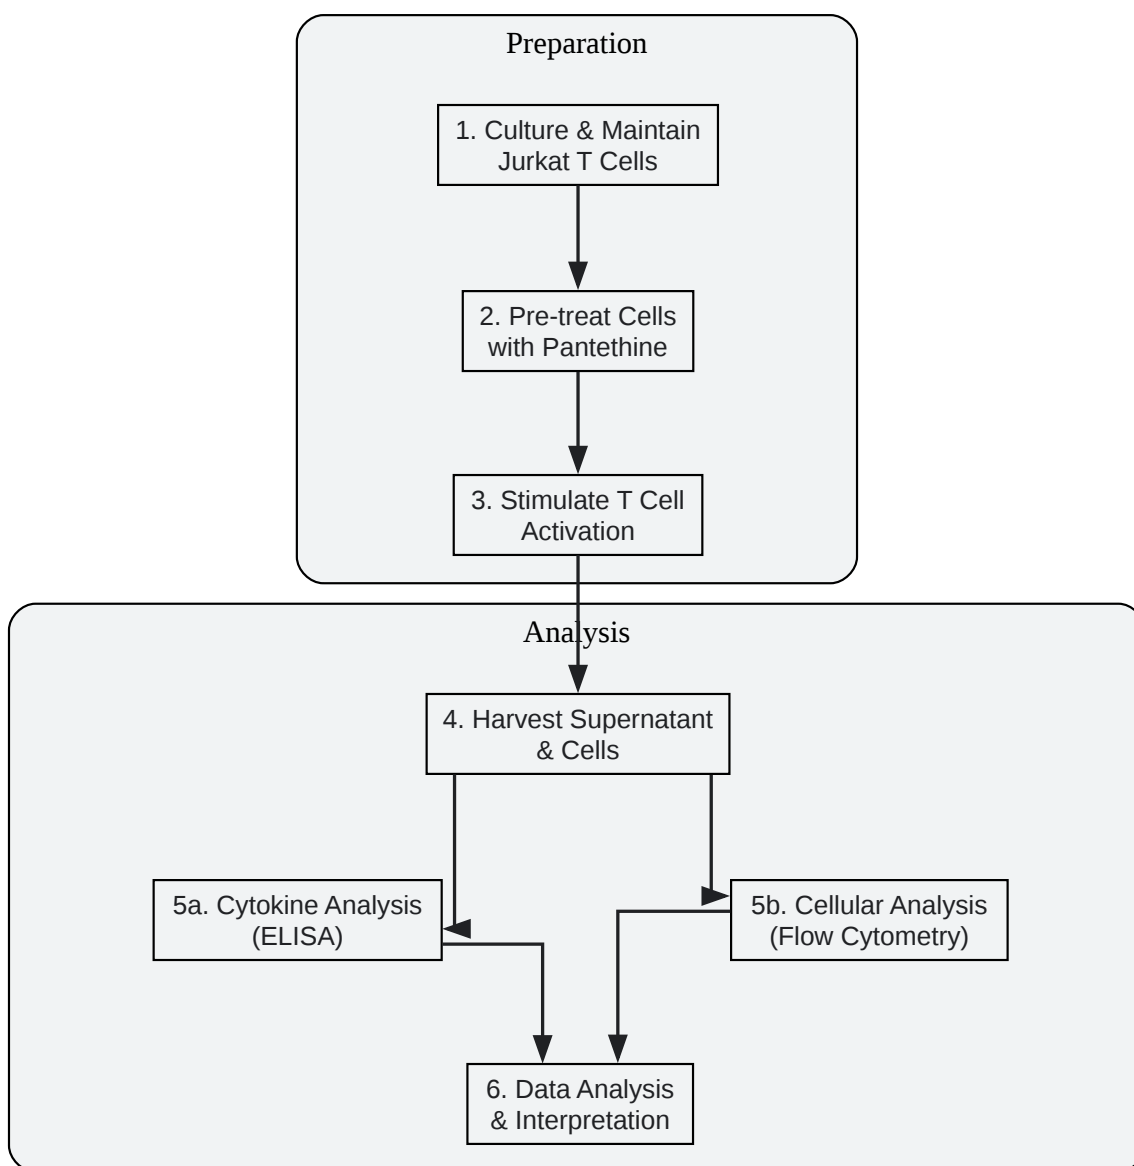 Preparation
1. Culture & Maintain
Jurkat T Cells
2. Pre-treat Cells
with Pantethine
3. Stimulate T Cell
Activation
Analysis
4. Harvest Supernatant
& Cells
5a. Cytokine Analysis
(ELISA)
5b. Cellular Analysis
(Flow Cytometry)
6. Data Analysis
& Interpretation